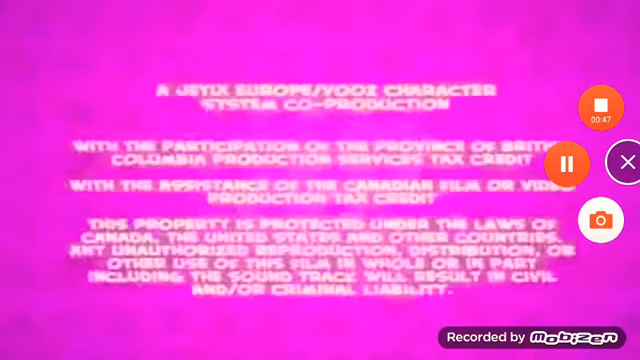 A JETIX EUROPE/VOOZ CHARACTER
SYSTEM CO-PRODUCTION
WITH THE PARTICIPATION OF THE PROVINCE OF BRITI
COLUMBIA PRODUCTION SERVICES TAX CREDIT
WITH THE ASSISTANCE OF THE CANADIAN FILM OR VIDEO
PRODUCTION TAX CREDIT
THIS PROPERTY IS PROTECTED UNDER THE LAWS OF
CANADA, THE UNITED STATES AND OTHER COUNTRIES.
ANY UNAUTHORIZED REPRODUCTION, DISTRIBUTION, OR
OTHER USE OF THIS FILM IN WHOLE OR IN PART
INCLUDING THE SOUND TRACK WILL RESULT IN CIVIL
AND/OR CRIMINAL LIABILITY.
00:47
Recorded by Mobizen